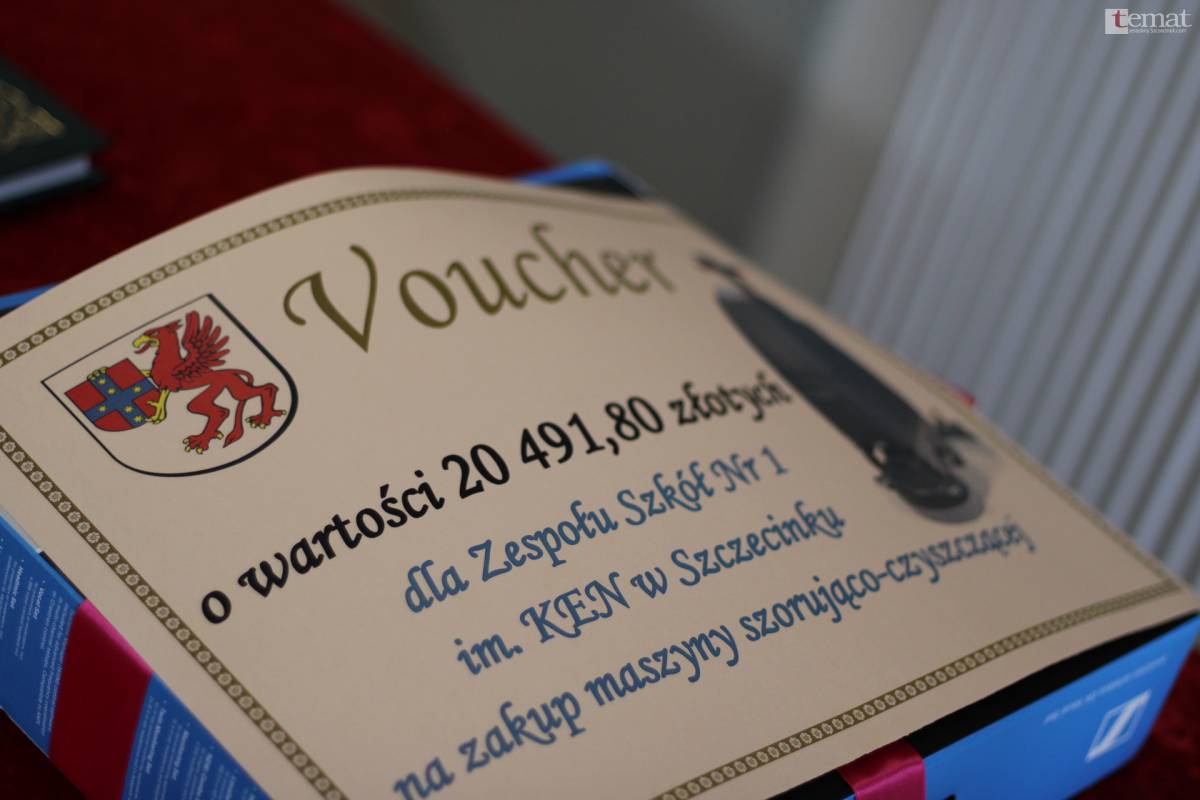 temat
Voucher
o wartości 20 491,80 złotych
dla Zespołu Szkół Nr 1
im. KEN w Szczecinku
na zakup maszyny szorująco-czyszczącej